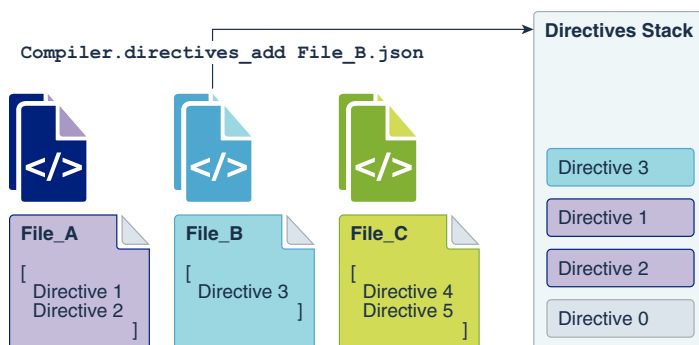 Compiler.directives_add File_B.json
Directives Stack
</>
</>
</>
File_A
[
Directive 1
Directive 2
]
File_B
[
Directive 3
]
File_C
[
Directive 4
Directive 5
]
Directive 3
Directive 1
Directive 2
Directive 0